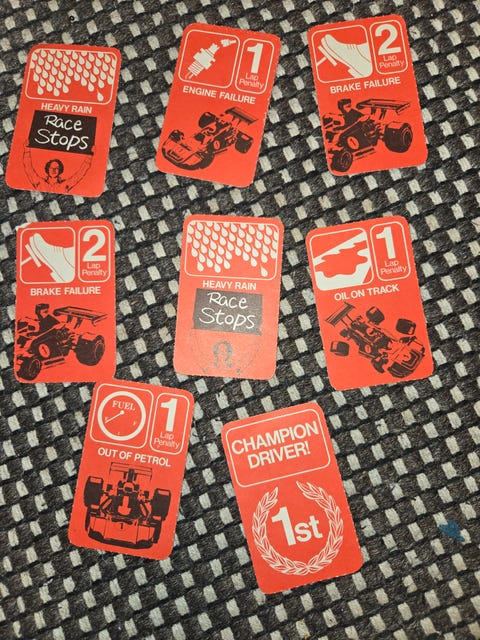 HEAVY RAIN
Race
Stops
1
Lap
Penalty
ENGINE FAILURE
2
Lap
Penalty
BRAKE FAILURE
2
Lap
Penalty
BRAKE FAILURE
HEAVY RAIN
Race
Stops
1
Lap
Penalty
OIL ON TRACK
FUEL
1
Lap
Penalty
OUT OF PETROL
CHAMPION
DRIVER!
1st